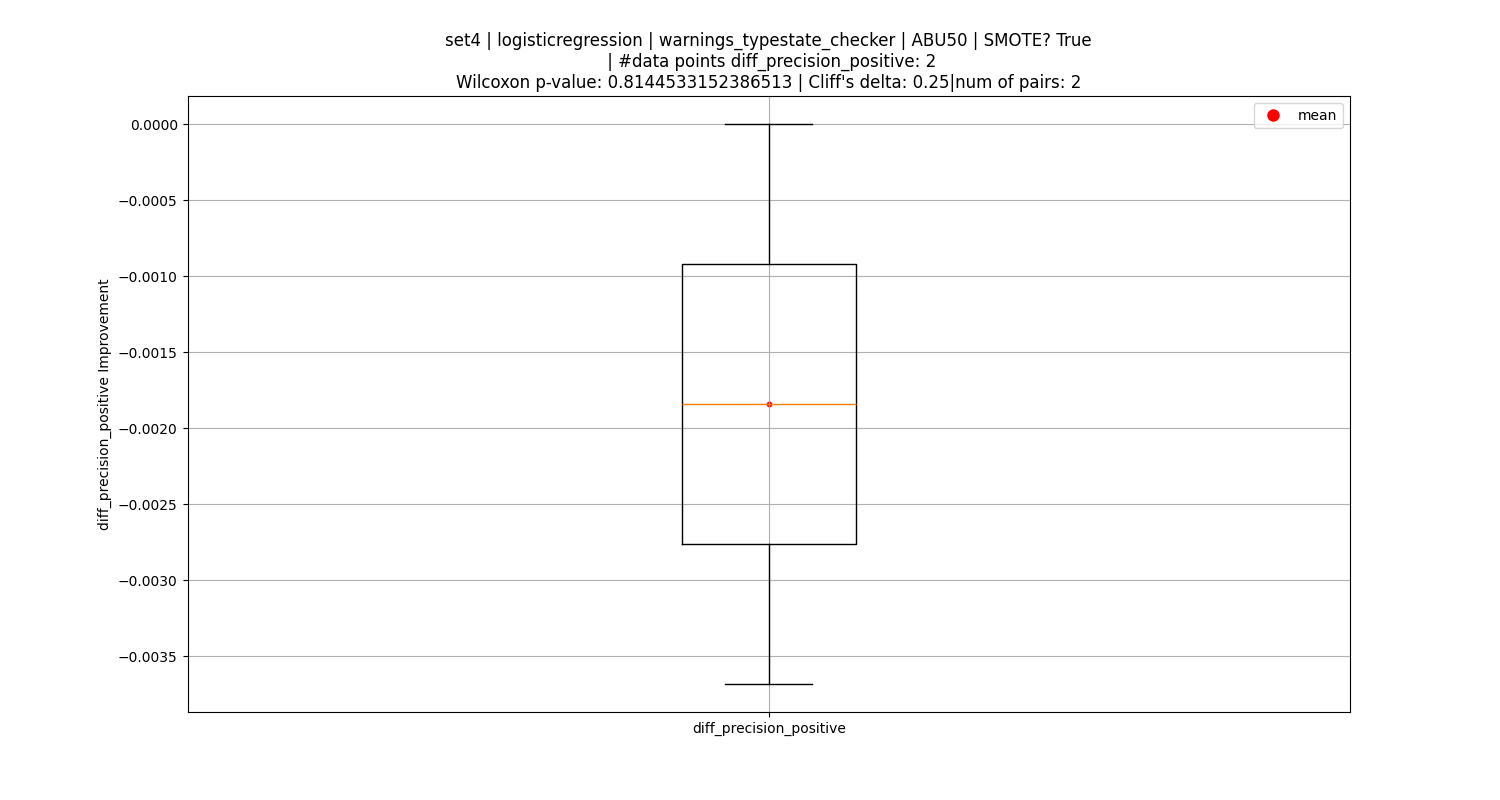 set4 | logisticregression | warnings_typestate_checker | ABU50 | SMOTE? True
| #data points diff_precision_positive: 2
Wilcoxon p-value: 0.8144533152386513 | Cliff's delta: 0.25|num of pairs: 2
mean
0.0000
−0.0005
−0.0010
−0.0015
−0.0020
−0.0025
−0.0030
−0.0035
diff_precision_positive Improvement
diff_precision_positive